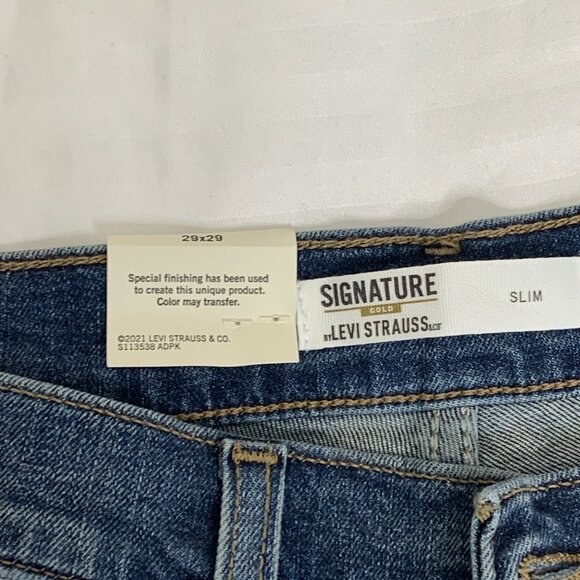 29x29
Special finishing has been used
to create this unique product.
Color may transfer.
©2021 LEVI STRAUSS & CO.
S113538 ADPK
SIGNATURE
GOLD
BY LEVI STRAUSS & CO
SLIM